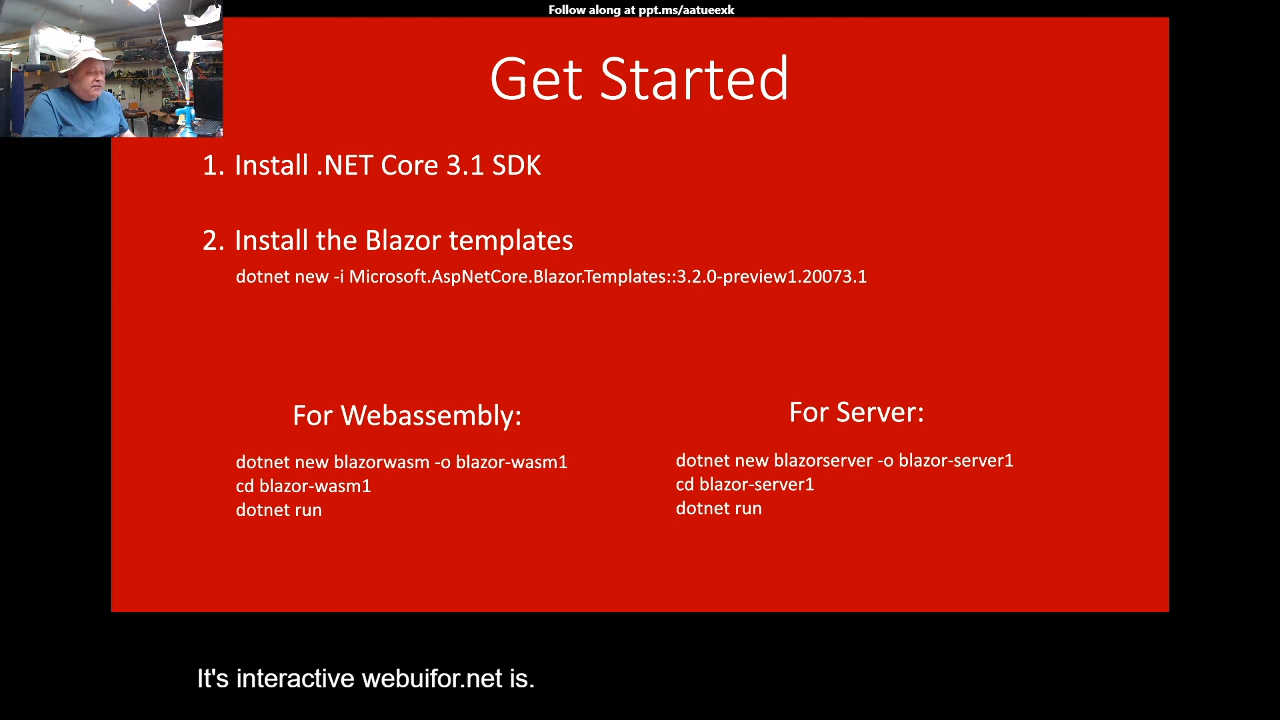 Follow along at ppt.ms/aatueexk
Get Started
1. Install .NET Core 3.1 SDK
2. Install the Blazor templates
dotnet new -i Microsoft.AspNetCore.Blazor.Templates::3.2.0-preview1.20073.1
For Webassembly:
dotnet new blazorwasm -o blazor-wasm1
cd blazor-wasm1
dotnet run
For Server:
dotnet new blazorserver -o blazor-server1
cd blazor-server1
dotnet run
It's interactive webuifor.net is.